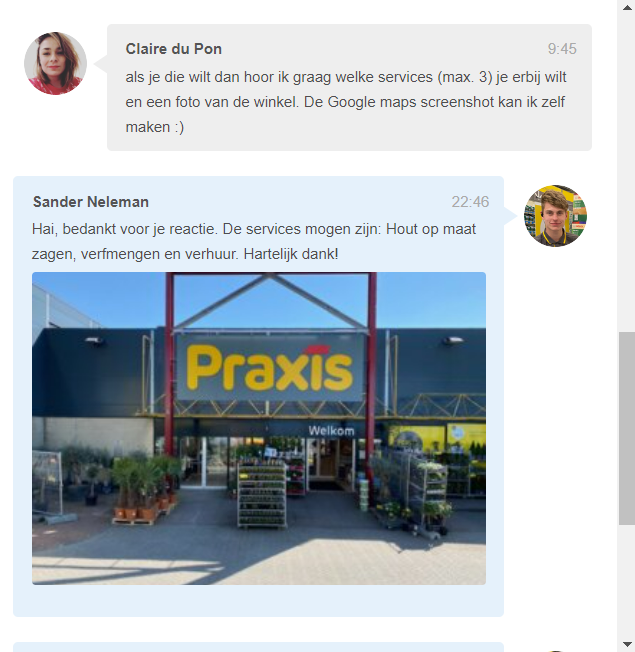 Claire du Pon 9:45
als je die wilt dan hoor ik graag welke services (max. 3) je erbij wilt
en een foto van de winkel. De Google maps screenshot kan ik zelf
maken :)
Sander Neleman 22:46
Hai, bedankt voor je reactie. De services mogen zijn: Hout op maat
zagen, verfmengen en verhuur. Hartelijk dank!
Praxis
Welkom